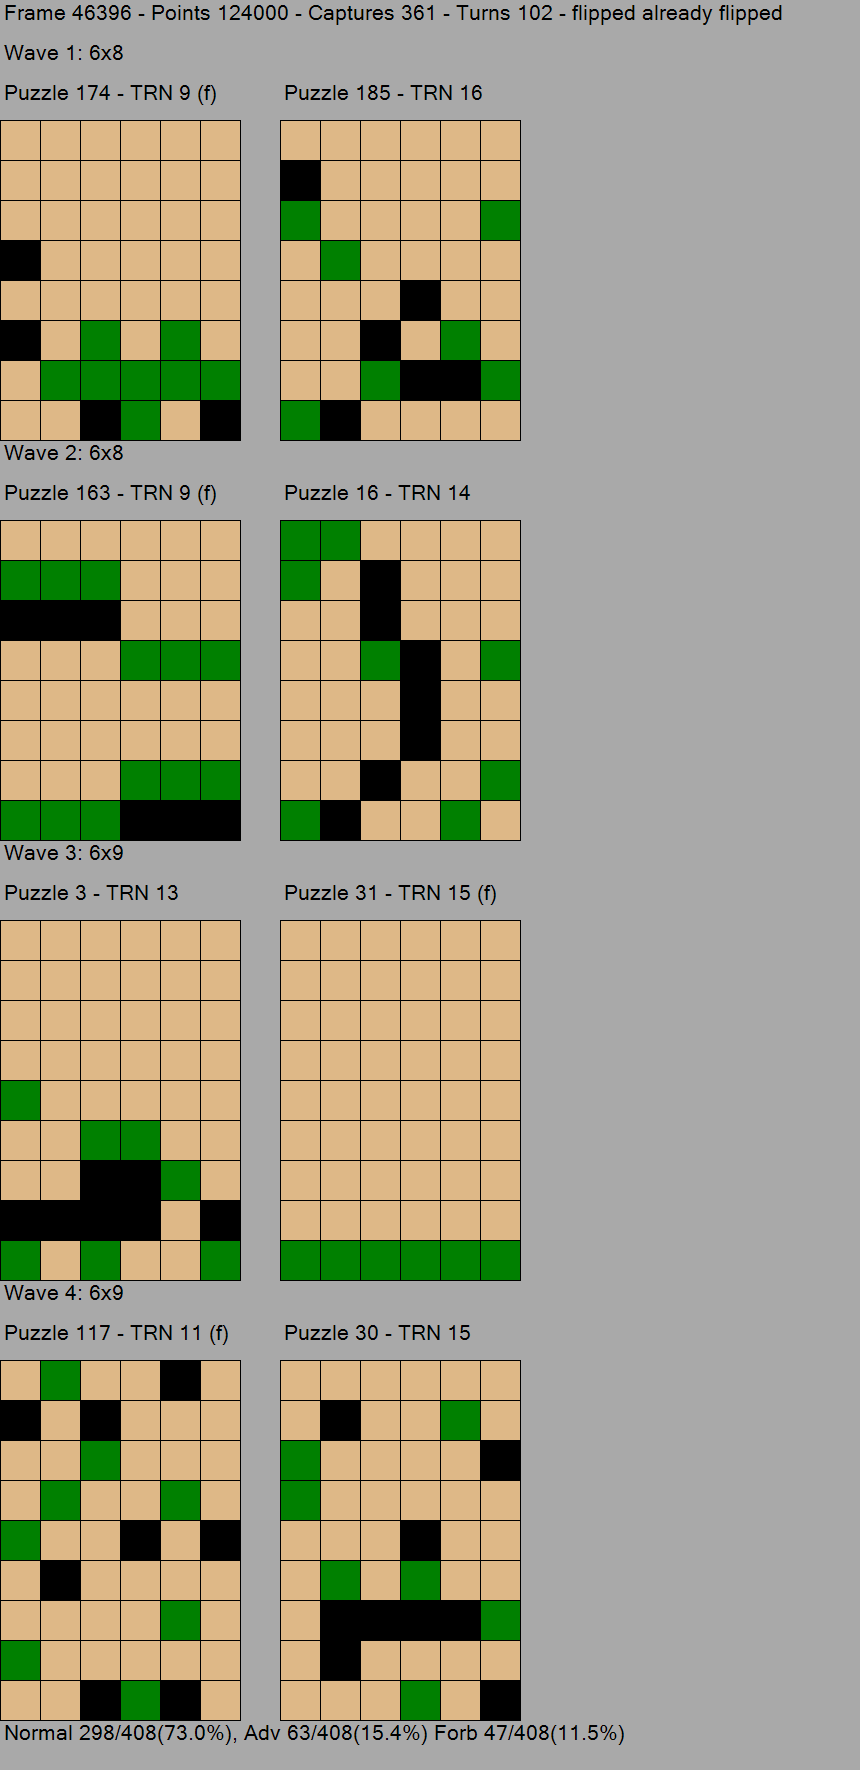 Frame 46396 - Points 124000 - Captures 361 - Turns 102 - flipped already flipped
Wave 1: 6x8
Puzzle 174 - TRN 9 (f)
Puzzle 185 - TRN 16
Wave 2: 6x8
Puzzle 163 - TRN 9 (f)
Puzzle 16 - TRN 14
Wave 3: 6x9
Puzzle 3 - TRN 13
Puzzle 31 - TRN 15 (f)
Wave 4: 6x9
Puzzle 117 - TRN 11 (f)
Puzzle 30 - TRN 15
Normal 298/408(73.0%), Adv 63/408(15.4%) Forb 47/408(11.5%)